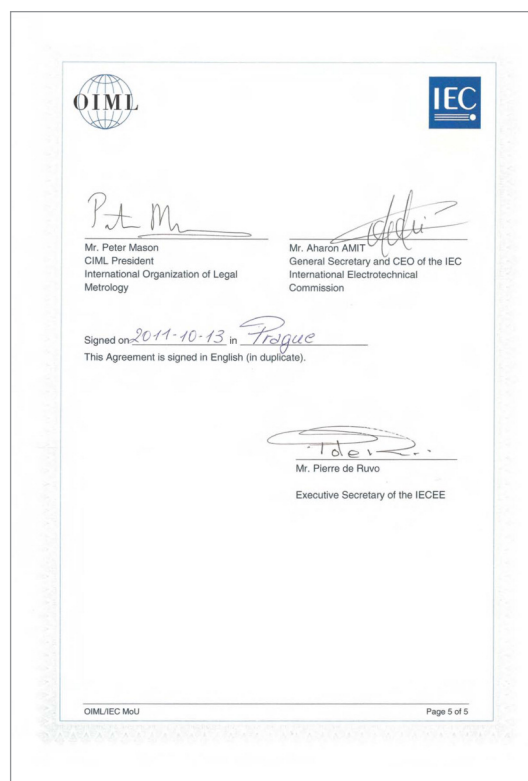 OIML
IEC
Mr. Peter Mason
CIML President
International Organization of Legal
Metrology
Mr. Aharon AMIT
General Secretary and CEO of the IEC
International Electrotechnical
Commission
Signed on 2011-10-13 in Prague
This Agreement is signed in English (in duplicate).
Mr. Pierre de Ruvo
Executive Secretary of the IECEE
OIML/IEC MoU
Page 5 of 5